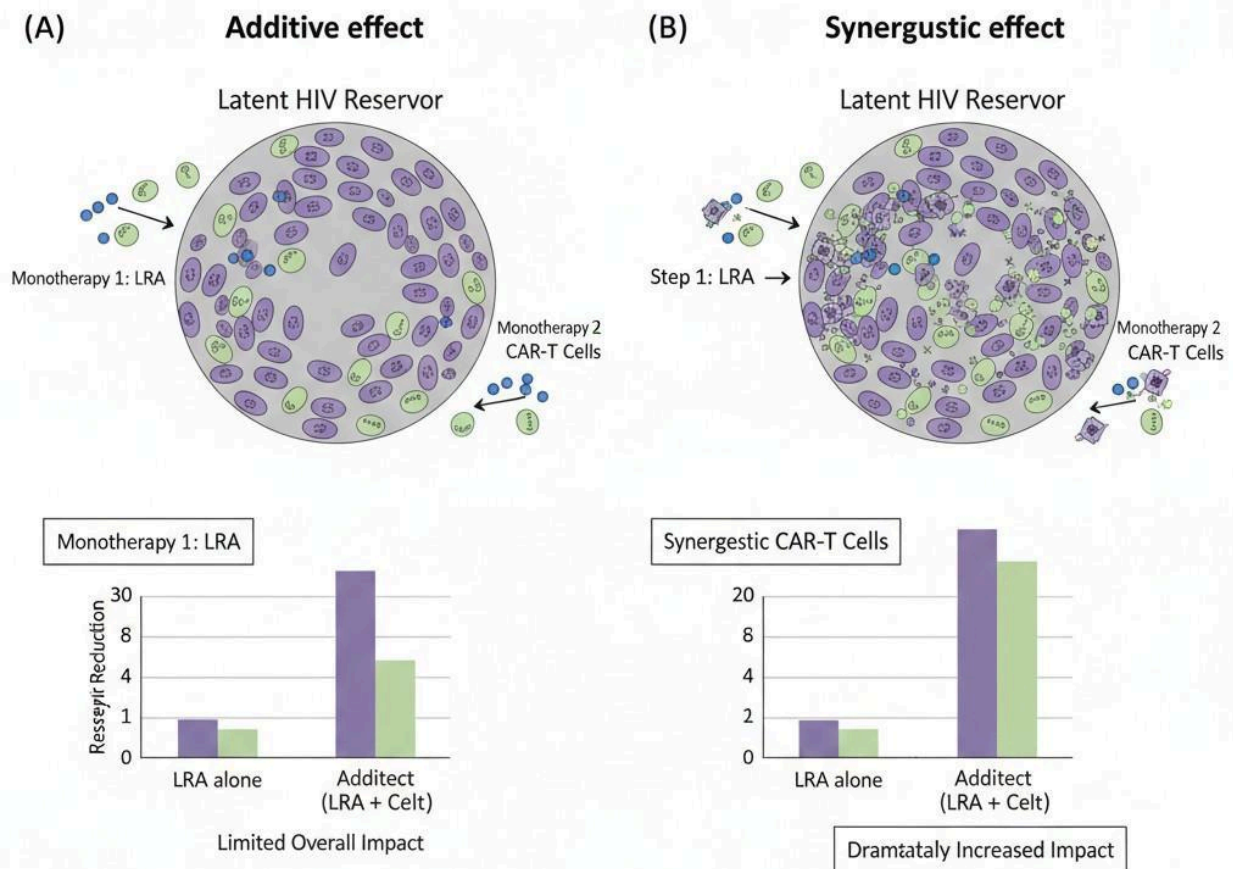 (A)
Additive effect
Latent HIV Reservor
Monotherapy 1: LRA
Monotherapy 2
CAR-T Cells
Monotherapy 1: LRA
30
8
4
1
0
Reduction
LRA alone
Additect
(LRA + Celt)
Limited Overall Impact
(B)
Synergustic effect
Latent HIV Reservor
Step 1: LRA →
Monotherapy 2
CAR-T Cells
Synergestic CAR-T Cells
20
8
4
2
0
LRA alone
Additect
(LRA + Celt)
Dramtataly Increased Impact